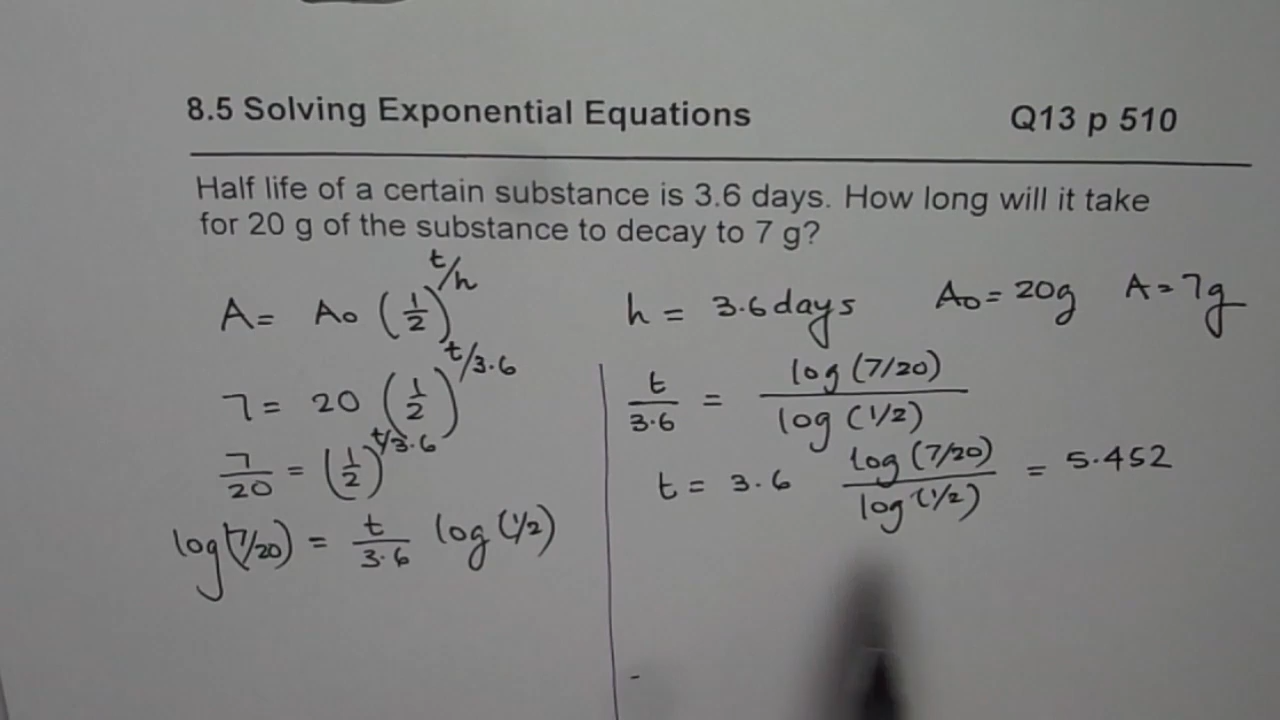 8.5 Solving Exponential Equations Q13 p 510
Half life of a certain substance is 3.6 days. How long will it take
for 20 g of the substance to decay to 7 g?
A = A₀ (1/2)^(t/h)
h = 3.6 days A₀ = 20g A = 7g
7 = 20 (1/2)^(t/3.6)
7/20 = (1/2)^(t/3.6)
log(7/20) = t/3.6 log(1/2)
t/3.6 = log(7/20)/log(1/2)
t = 3.6 log(7/20)/log(1/2) = 5.452